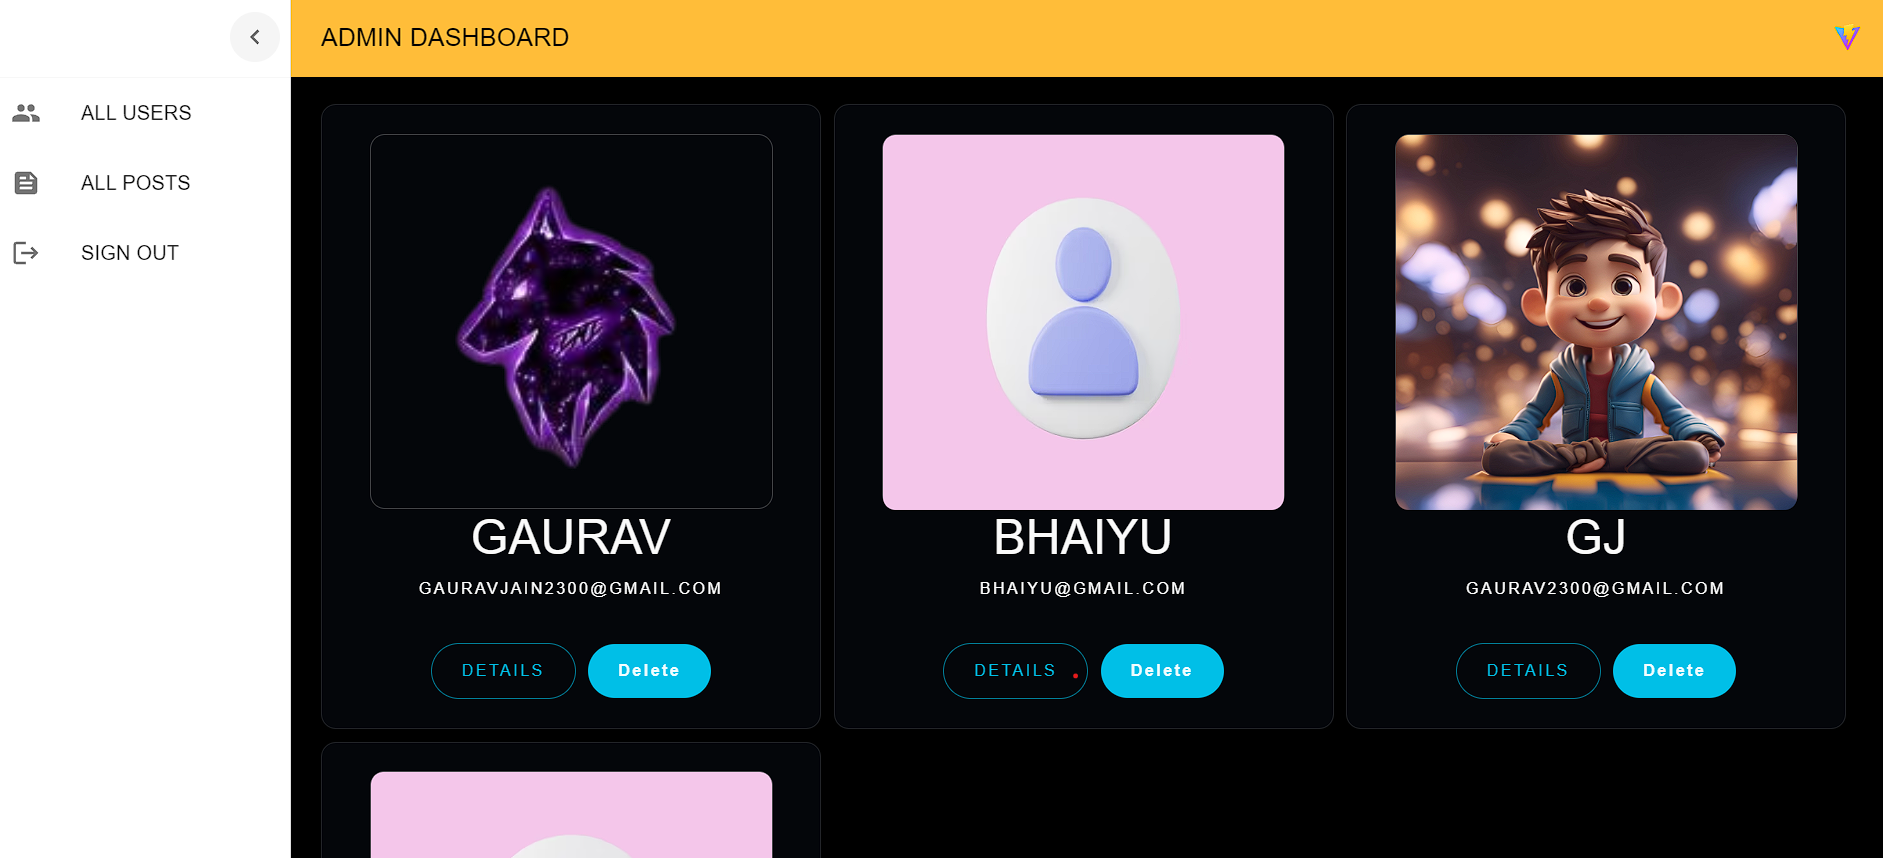 ADMIN DASHBOARD
ALL USERS
ALL POSTS
SIGN OUT
GAURAV
GAURAVJAIN2300@GMAIL.COM
DETAILS
Delete
BHAIYU
BHAIYU@GMAIL.COM
DETAILS
Delete
GJ
GAURAV2300@GMAIL.COM
DETAILS
Delete